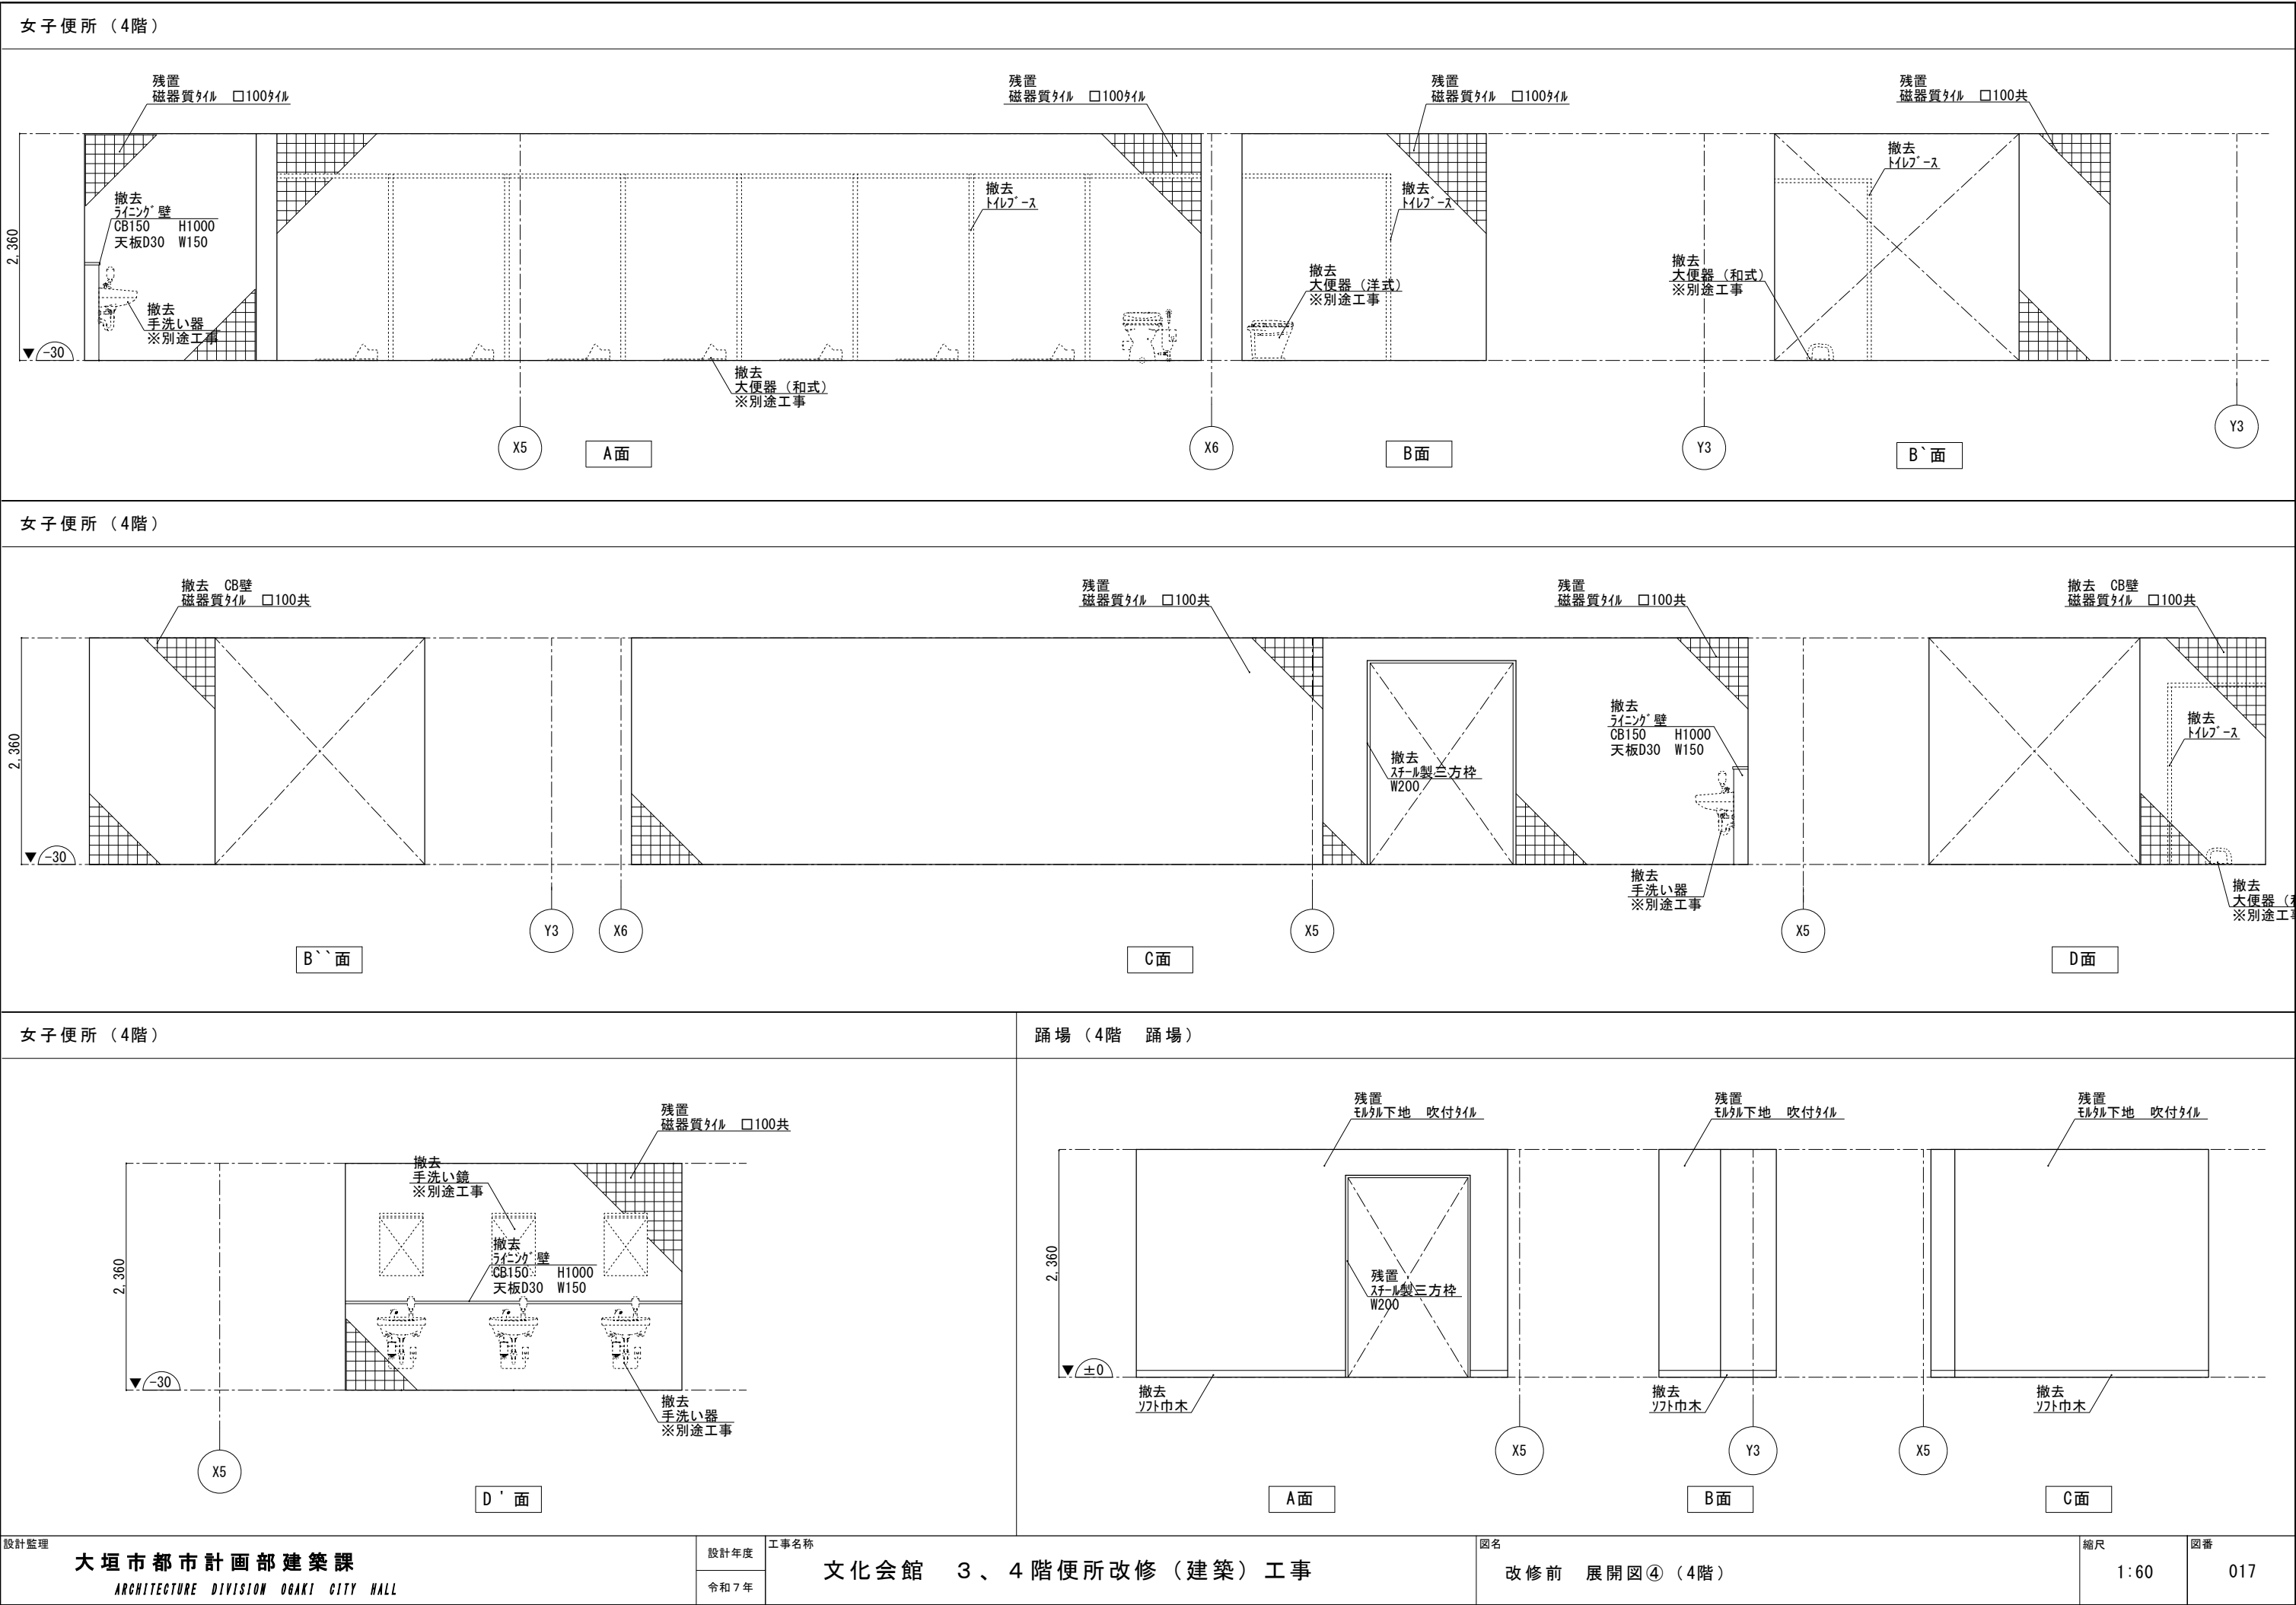 女子便所（4階）
残置
磁器質ﾀｲﾙ　□100ﾀｲﾙ
残置
磁器質ﾀｲﾙ　□100ﾀｲﾙ
残置
磁器質ﾀｲﾙ　□100ﾀｲﾙ
残置
磁器質ﾀｲﾙ　□100共
撤去
ﾗｲﾆﾝｸﾞ壁
CB150　H1000
天板D30　W150
撤去
手洗い器
※別途工事
撤去
ﾄｲﾚﾌﾞｰｽ
撤去
大便器（和式）
※別途工事
撤去
ﾄｲﾚﾌﾞｰｽ
撤去
大便器（洋式）
※別途工事
撤去
ﾄｲﾚﾌﾞｰｽ
撤去
大便器（和式）
※別途工事
2,360
-30
X5
A面
X6
B面
Y3
B`面
Y3
女子便所（4階）
撤去　CB壁
磁器質ﾀｲﾙ　□100共
残置
磁器質ﾀｲﾙ　□100共
残置
磁器質ﾀｲﾙ　□100共
撤去　CB壁
磁器質ﾀｲﾙ　□100共
撤去
ｽﾁｰﾙ製三方枠
W200
撤去
ﾗｲﾆﾝｸﾞ壁
CB150　H1000
天板D30　W150
撤去
手洗い器
※別途工事
撤去
ﾄｲﾚﾌﾞｰｽ
撤去
大便器（
※別途工
2,360
-30
B``面
Y3
X6
C面
X5
X5
D面
女子便所（4階）
残置
磁器質ﾀｲﾙ　□100共
撤去
手洗い鏡
※別途工事
撤去
ﾗｲﾆﾝｸﾞ壁
CB150　H1000
天板D30　W150
撤去
手洗い器
※別途工事
2,360
-30
X5
D'面
踊場（4階　踊場）
残置
ﾓﾙﾀﾙ下地　吹付ﾀｲﾙ
残置
ﾓﾙﾀﾙ下地　吹付ﾀｲﾙ
残置
ﾓﾙﾀﾙ下地　吹付ﾀｲﾙ
残置
ｽﾁｰﾙ製三方枠
W200
2,360
±0
撤去
ｿﾌﾄ巾木
撤去
ｿﾌﾄ巾木
撤去
ｿﾌﾄ巾木
X5
Y3
X5
A面
B面
C面
設計監理
大垣市都市計画部建築課
ARCHITECTURE DIVISION OGAKI CITY HALL
設計年度
令和７年
工事名称
文化会館　３、４階便所改修（建築）工事
図名
改修前　展開図④（4階）
縮尺
1:60
図番
017